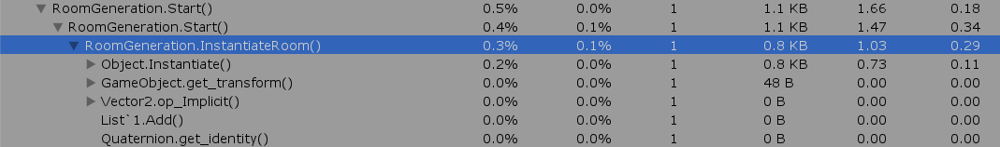 RoomGeneration.Start() 0.5% 0.0% 1 1.1 KB 1.66 0.18
RoomGeneration.Start() 0.4% 0.1% 1 1.1 KB 1.47 0.34
RoomGeneration.InstantiateRoom() 0.3% 0.1% 1 0.8 KB 1.03 0.29
Object.Instantiate() 0.2% 0.0% 1 0.8 KB 0.73 0.11
GameObject.get_transform() 0.0% 0.0% 1 48 B 0.00 0.00
Vector2.op_Implicit() 0.0% 0.0% 1 0 B 0.00 0.00
List`1.Add() 0.0% 0.0% 1 0 B 0.00 0.00
Quaternion.get_identity() 0.0% 0.0% 1 0 B 0.00 0.00